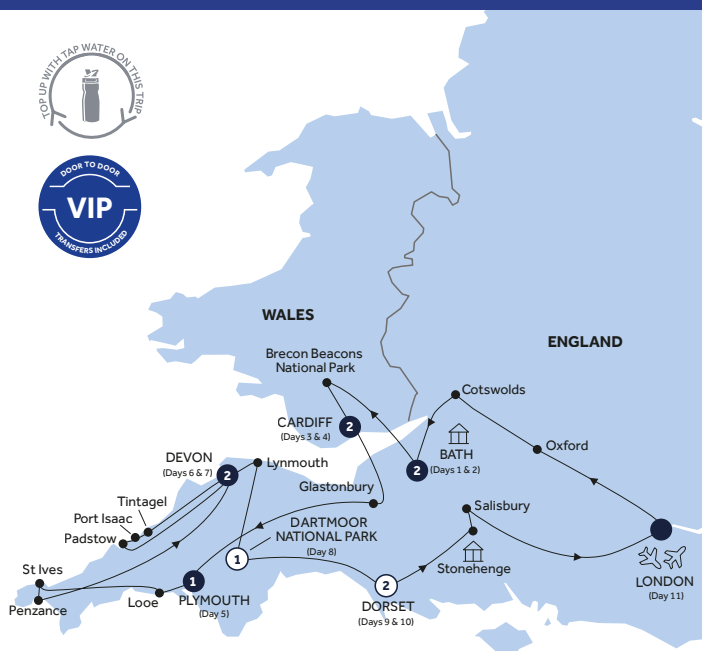 TOP UP WITH TAP WATER ON THIS TRIP
DOOR TO DOOR
VIP
TRANSFERS INCLUDED
WALES
ENGLAND
Brecon Beacons
National Park
Cotswolds
CARDIFF
(Days 3 & 4)
2
Oxford
BATH
(Days 1 & 2)
2
DEVON
(Days 6 & 7)
2
Lynmouth
Glastonbury
Salisbury
Tintagel
Port Isaac
Padstow
DARTMOOR
NATIONAL PARK
(Day 8)
1
Stonehenge
St Ives
Penzance
Looe
1
PLYMOUTH
(Day 5)
2
DORSET
(Days 9 & 10)
LONDON
(Day 11)